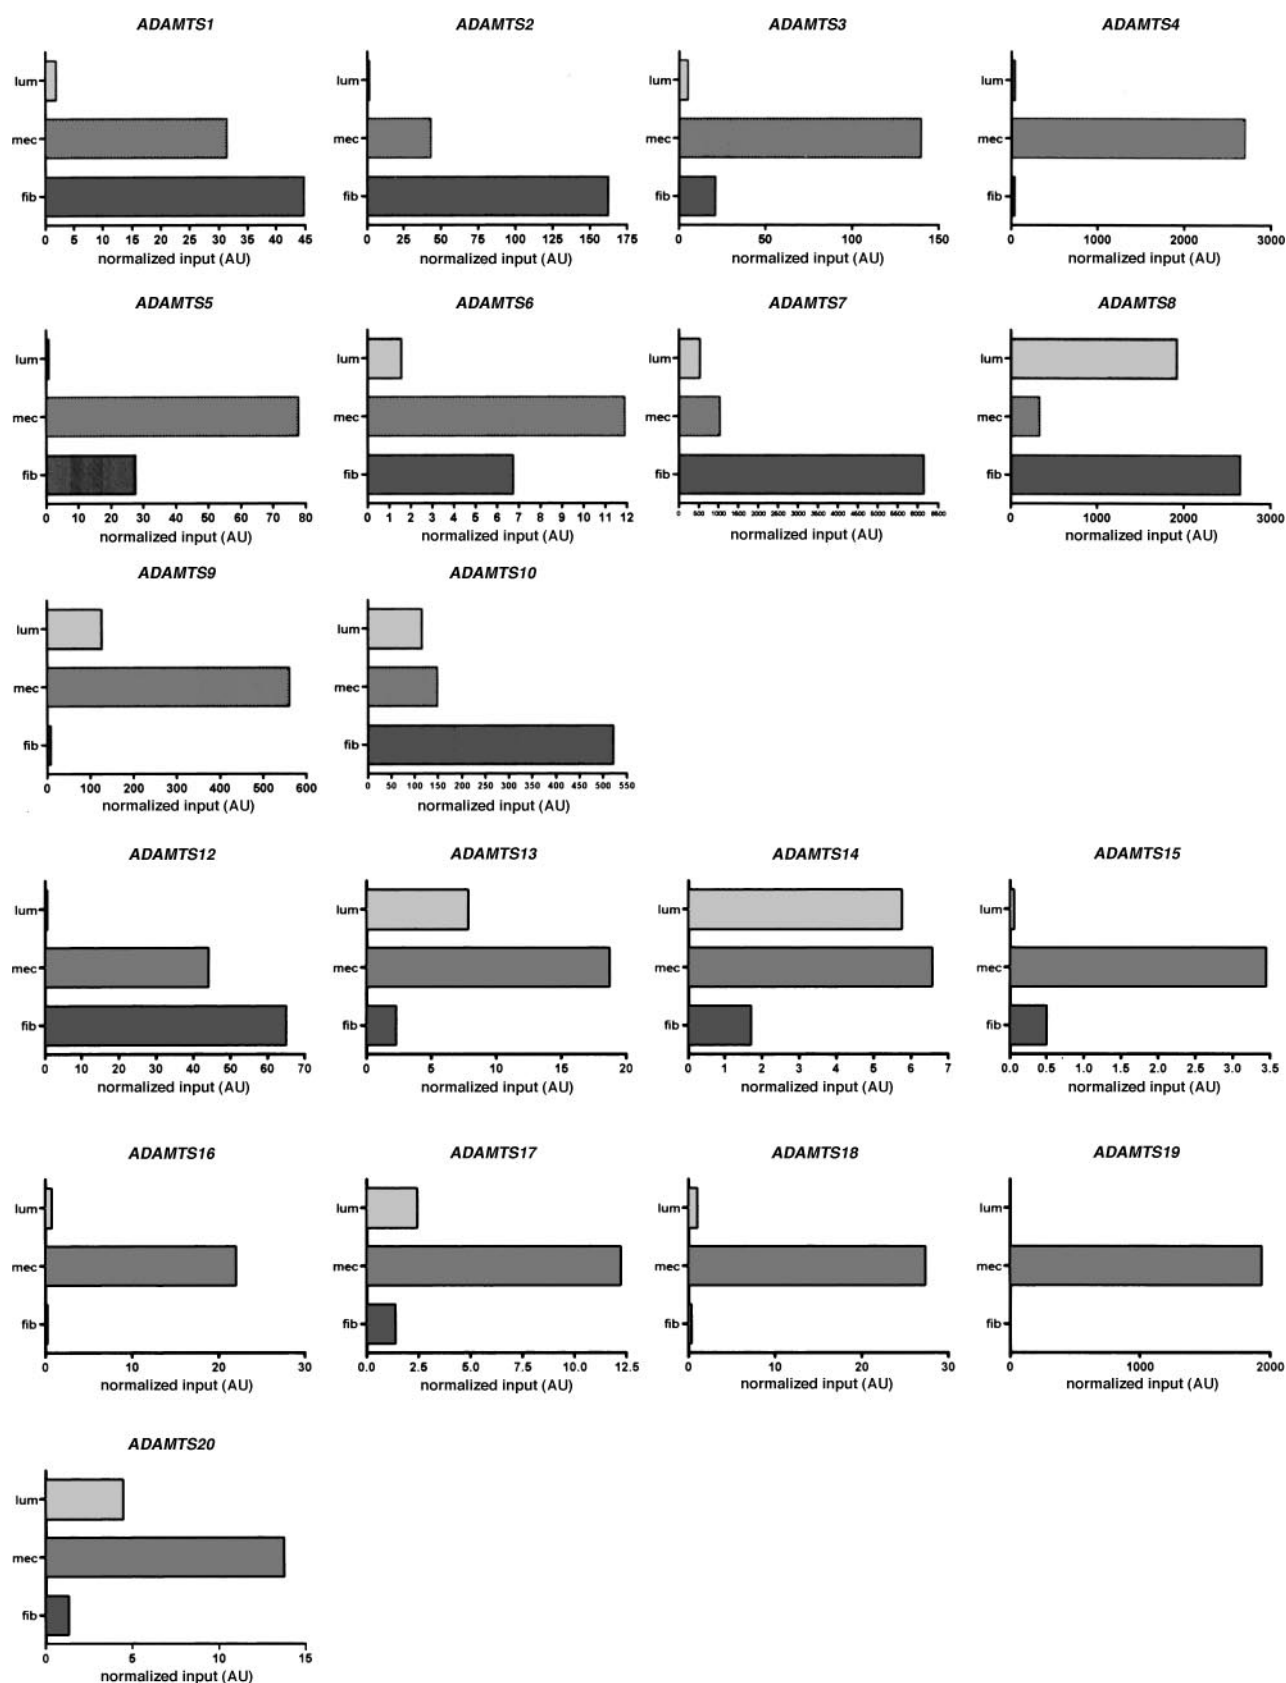 ADAMTS1 ADAMTS2 ADAMTS3 ADAMTS4
lum lum lum lum
mec mec mec mec
fib fib fib fib
0 5 10 15 20 25 30 35 40 45 0 25 50 75 100 125 150 175 0 50 100 150 0 1000 2000 3000
normalized input (AU) normalized input (AU) normalized input (AU) normalized input (AU)
ADAMTS5 ADAMTS6 ADAMTS7 ADAMTS8
lum lum lum lum
mec mec mec mec
fib fib fib fib
0 10 20 30 40 50 60 70 80 0 1 2 3 4 5 6 7 8 9 10 11 12 0 500 1000 1500 2000 0 1000 2000 3000
normalized input (AU) normalized input (AU) normalized input (AU) normalized input (AU)
ADAMTS9 ADAMTS10
lum lum
mec mec
fib fib
0 100 200 300 400 500 600 0 50 100 150 200 250 300 350 400 450 500 550
normalized input (AU) normalized input (AU)
ADAMTS12 ADAMTS13 ADAMTS14 ADAMTS15
lum lum lum lum
mec mec mec mec
fib fib fib fib
0 10 20 30 40 50 60 70 0 5 10 15 20 0 1 2 3 4 5 6 7 0.0 0.5 1.0 1.5 2.0 2.5 3.0 3.5
normalized input (AU) normalized input (AU) normalized input (AU) normalized input (AU)
ADAMTS16 ADAMTS17 ADAMTS18 ADAMTS19
lum lum lum lum
mec mec mec mec
fib fib fib fib
0 10 20 30 0.0 2.5 5.0 7.5 10.0 12.5 0 10 20 30 0 1000 2000
normalized input (AU) normalized input (AU) normalized input (AU) normalized input (AU)
ADAMTS20
lum
mec
fib
0 5 10 15
normalized input (AU)